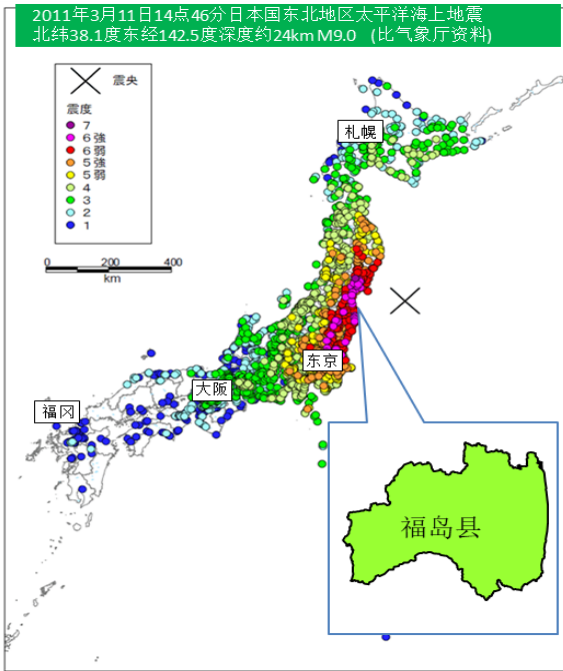 2011年3月11日14点46分日本国东北地区太平洋海上地震
北纬38.1度东经142.5度深度约24km M9.0 (比气象厅资料)
震央
震度
7
6強
6弱
5強
5弱
4
3
2
1
0 200 400
km
札幌
东京
大阪
福冈
福岛县